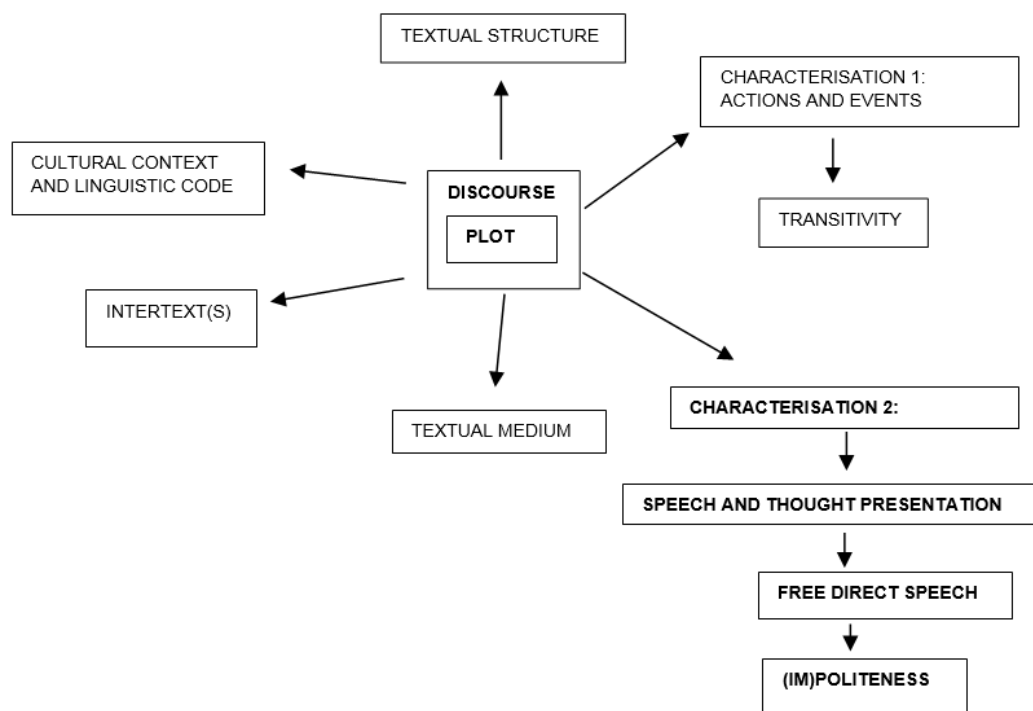 TEXTUAL STRUCTURE
CHARACTERISATION 1:
ACTIONS AND EVENTS
CULTURAL CONTEXT
AND LINGUISTIC CODE
DISCOURSE
PLOT
TRANSITIVITY
INTERTEXT(S)
TEXTUAL MEDIUM
CHARACTERISATION 2:
SPEECH AND THOUGHT PRESENTATION
FREE DIRECT SPEECH
(IM)POLITENESS